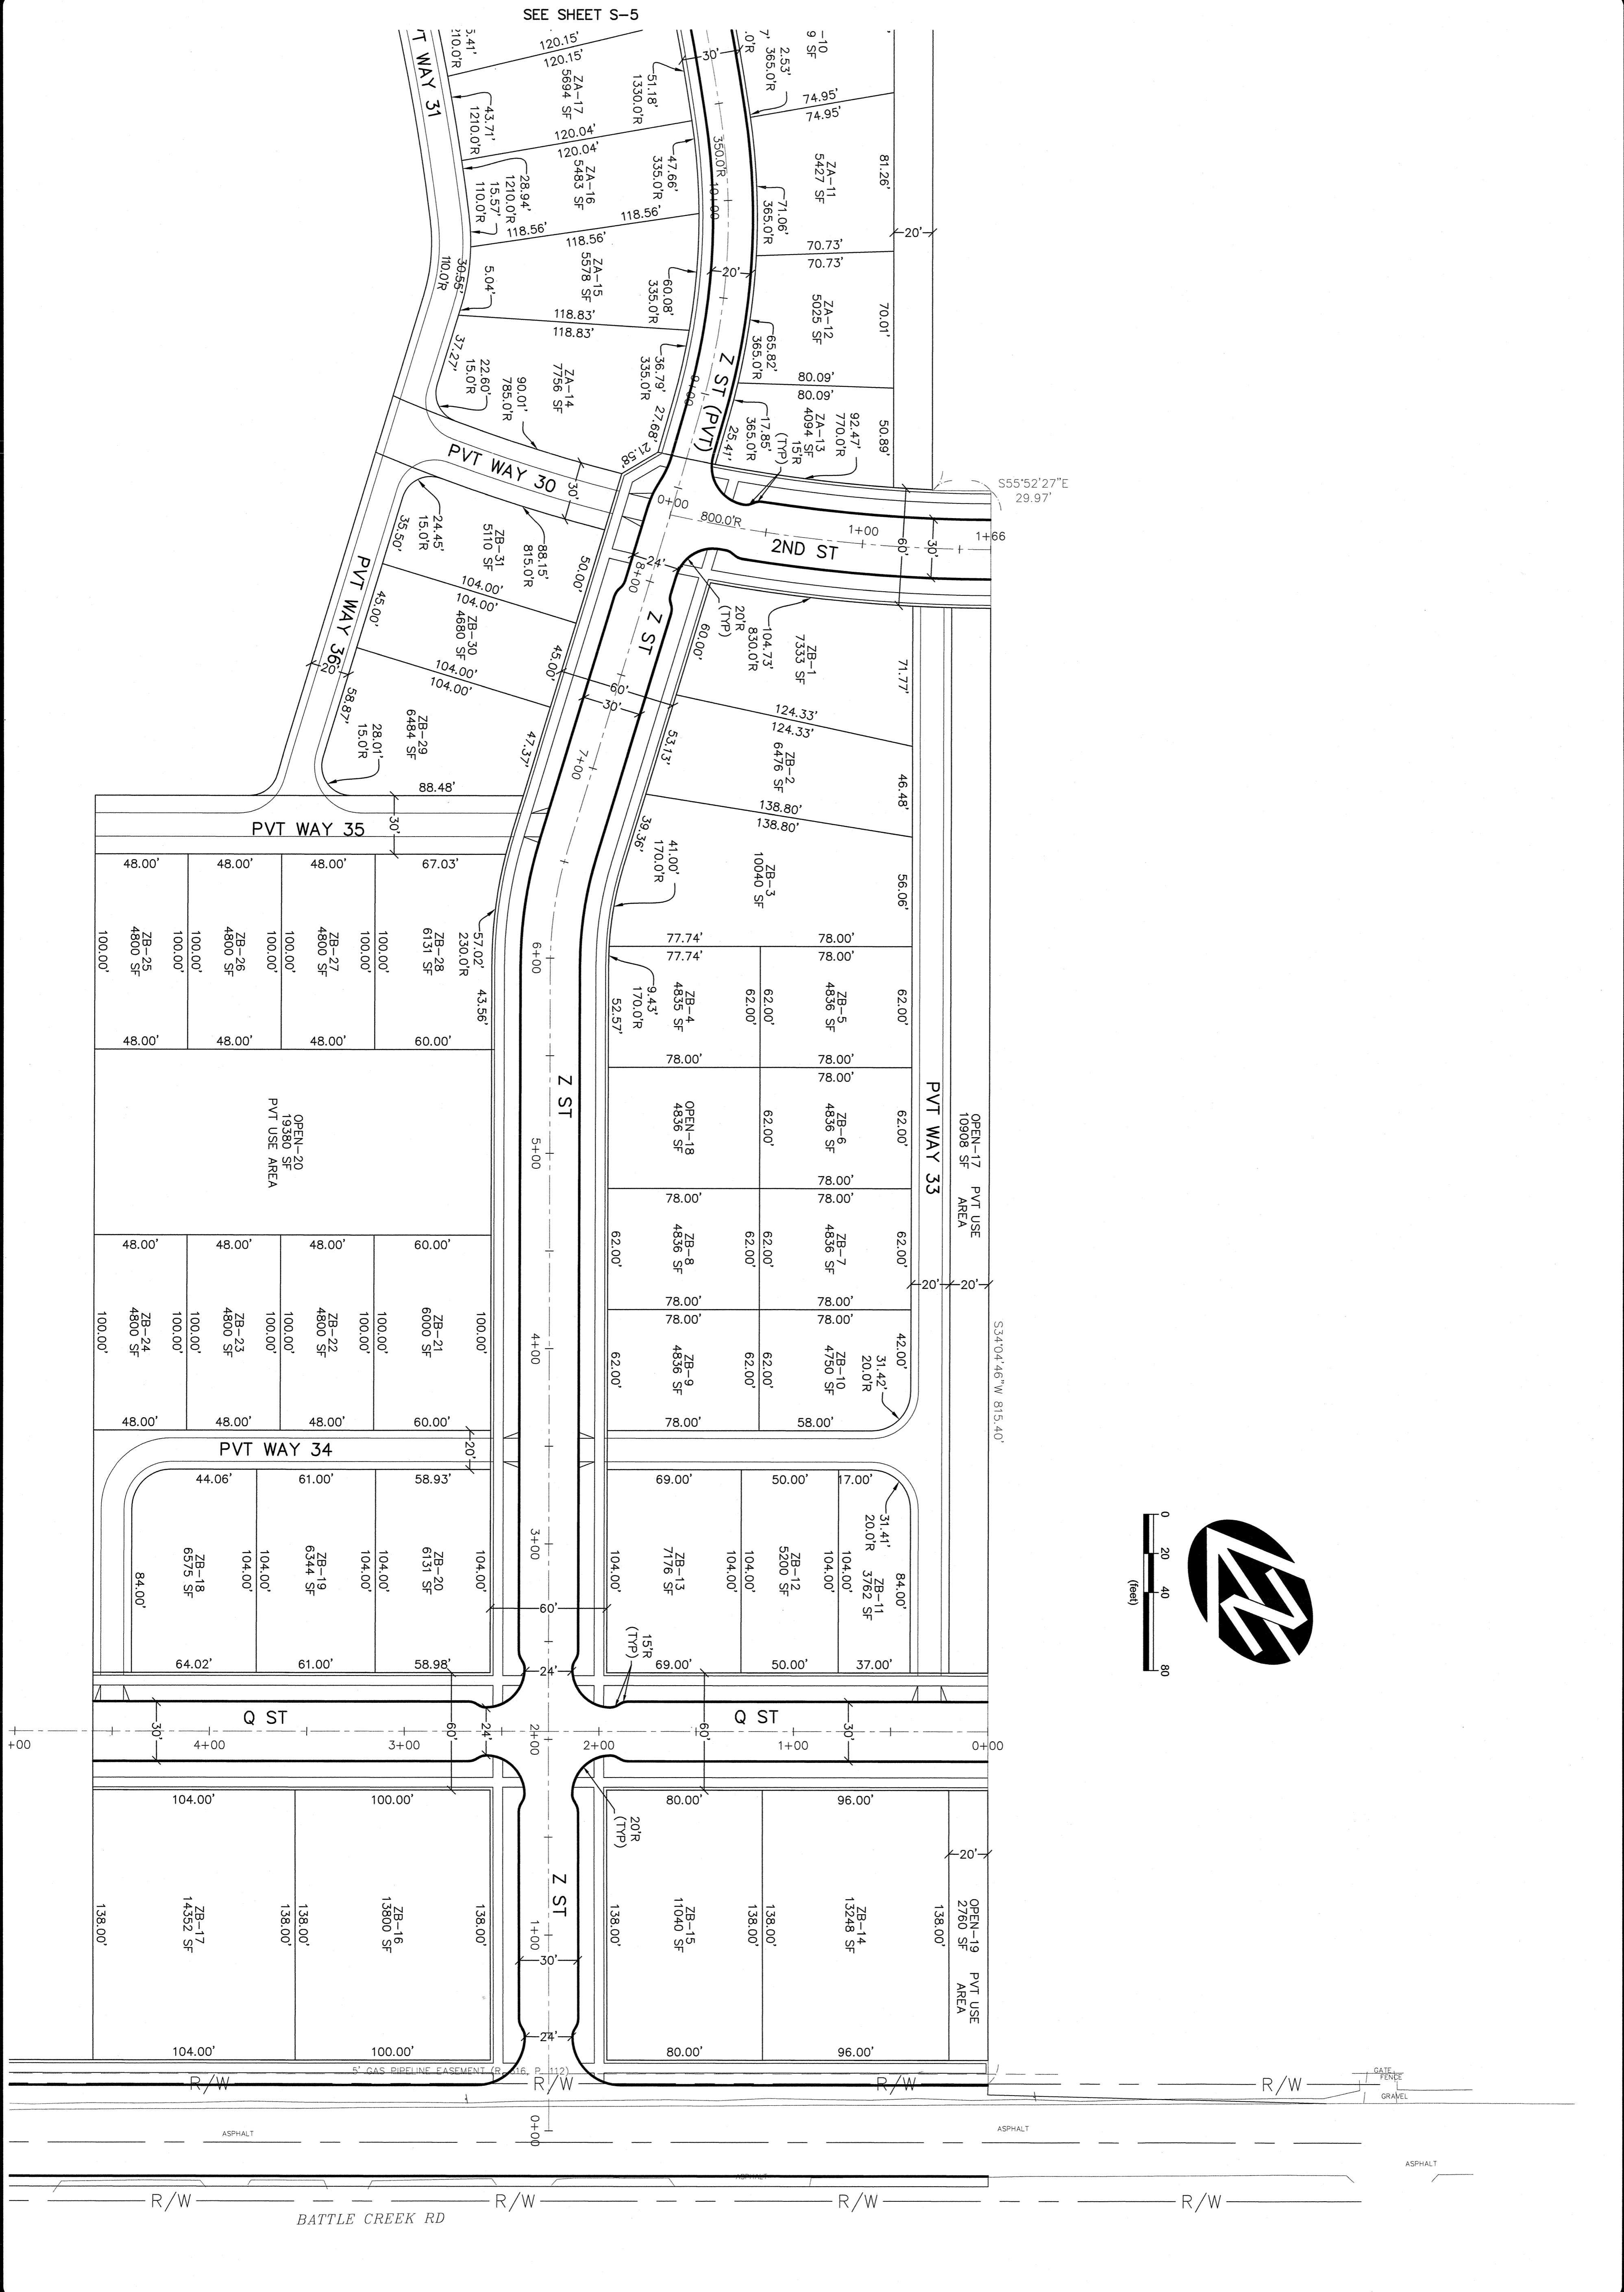 SEE SHEET S-5
T WAY 31
5.41'
210.0'R
120.15'
120.15'
ZA-17
5694 SF
51.18'
1330.0'R
30'
.0'R
7'
2.53'
365.0'R
-10
9 SF
74.95'
74.95'
43.71'
1210.0'R
120.04'
120.04'
ZA-16
5483 SF
47.66'
335.0'R
350.0'R
10+00
71.06'
365.0'R
ZA-11
5427 SF
81.26'
20'
28.94'
1210.0'R
15.57'
110.0'R
118.56'
118.56'
118.56'
118.56'
70.73'
70.73'
30.55'
110.0'R
5.04'
ZA-15
5578 SF
60.08'
335.0'R
20'
65.82'
365.0'R
ZA-12
5025 SF
70.01'
118.83'
118.83'
37.27'
22.60'
15.0'R
90.01'
785.0'R
ZA-14
7756 SF
36.79'
335.0'R
27.68'
21.58'
9+00
Z ST (PVT)
25.41'
17.85'
365.0'R
15'R
(TYP)
80.09'
80.09'
ZA-13
4094 SF
92.47'
770.0'R
50.89'
S55°52'27"E
29.97'
PVT WAY 30
30'
0+00
800.0'R
1+00
1+66
2ND ST
60'
30'
24.45'
15.0'R
35.50'
ZB-31
5110 SF
88.15'
815.0'R
50.00'
24'
8+00
20'R
(TYP)
PVT WAY 36
45.00'
104.00'
104.00'
ZB-30
4680 SF
45.00'
Z ST
60.00'
104.73'
830.0'R
ZB-1
7333 SF
71.77'
20'
104.00'
104.00'
60'
30'
124.33'
124.33'
58.87'
28.01'
15.0'R
ZB-29
6484 SF
47.37'
7+00
53.13'
ZB-2
6476 SF
46.48'
88.48'
138.80'
138.80'
PVT WAY 35
30'
39.36'
41.00'
170.0'R
ZB-3
10040 SF
56.06'
48.00'
48.00'
48.00'
67.03'
100.00'
ZB-25
4800 SF
100.00'
100.00'
ZB-26
4800 SF
100.00'
100.00'
ZB-27
4800 SF
100.00'
100.00'
ZB-28
6131 SF
57.02'
230.0'R
43.56'
6+00
77.74'
78.00'
77.74'
78.00'
9.43'
170.0'R
52.57'
ZB-4
4835 SF
62.00'
62.00'
ZB-5
4836 SF
62.00'
48.00'
48.00'
48.00'
60.00'
78.00'
78.00'
78.00'
OPEN-20
19380 SF
PVT USE AREA
Z ST
5+00
OPEN-18
4836 SF
62.00'
ZB-6
4836 SF
62.00'
PVT WAY 33
OPEN-17 PVT USE
10908 SF AREA
78.00'
78.00'
78.00'
62.00'
ZB-8
4836 SF
62.00'
62.00'
ZB-7
4836 SF
62.00'
20'
20'
48.00'
48.00'
48.00'
60.00'
78.00'
78.00'
78.00'
78.00'
100.00'
ZB-24
4800 SF
100.00'
100.00'
ZB-23
4800 SF
100.00'
100.00'
ZB-22
4800 SF
100.00'
100.00'
ZB-21
6000 SF
100.00'
4+00
62.00'
ZB-9
4836 SF
62.00'
62.00'
ZB-10
4750 SF
31.42'
20.0'R
42.00'
S34°04'46"W 815.40'
48.00'
48.00'
48.00'
60.00'
78.00'
58.00'
PVT WAY 34
20'
44.06'
61.00'
58.93'
69.00'
50.00'
17.00'
84.00'
ZB-18
6575 SF
104.00'
104.00'
ZB-19
6344 SF
104.00'
104.00'
ZB-20
6131 SF
104.00'
3+00
104.00'
ZB-13
7176 SF
104.00'
104.00'
ZB-12
5200 SF
104.00'
104.00'
31.41'
20.0'R
ZB-11
3762 SF
84.00'
0
20
40
80
(feet)
60'
15'R
(TYP)
64.02'
61.00'
58.98'
24'
69.00'
50.00'
37.00'
Q ST
30'
60'
24'
2+00
Q ST
60'
30'
+00
4+00
3+00
2+00
1+00
0+00
104.00'
100.00'
80.00'
96.00'
20'R
(TYP)
20'
138.00'
ZB-17
14352 SF
138.00'
138.00'
ZB-16
13800 SF
138.00'
Z ST
1+00
30'
138.00'
ZB-15
11040 SF
138.00'
138.00'
ZB-14
13248 SF
138.00'
OPEN-19 PVT USE
2760 SF AREA
24'
104.00'
100.00'
80.00'
96.00'
5' GAS PIPELINE EASEMENT
R/W
R/W
R/W
R/W
GATE
FENCE
GRAVEL
0+00
ASPHALT
ASPHALT
ASPHALT
ASPHALT
R/W
R/W
R/W
R/W
BATTLE CREEK RD